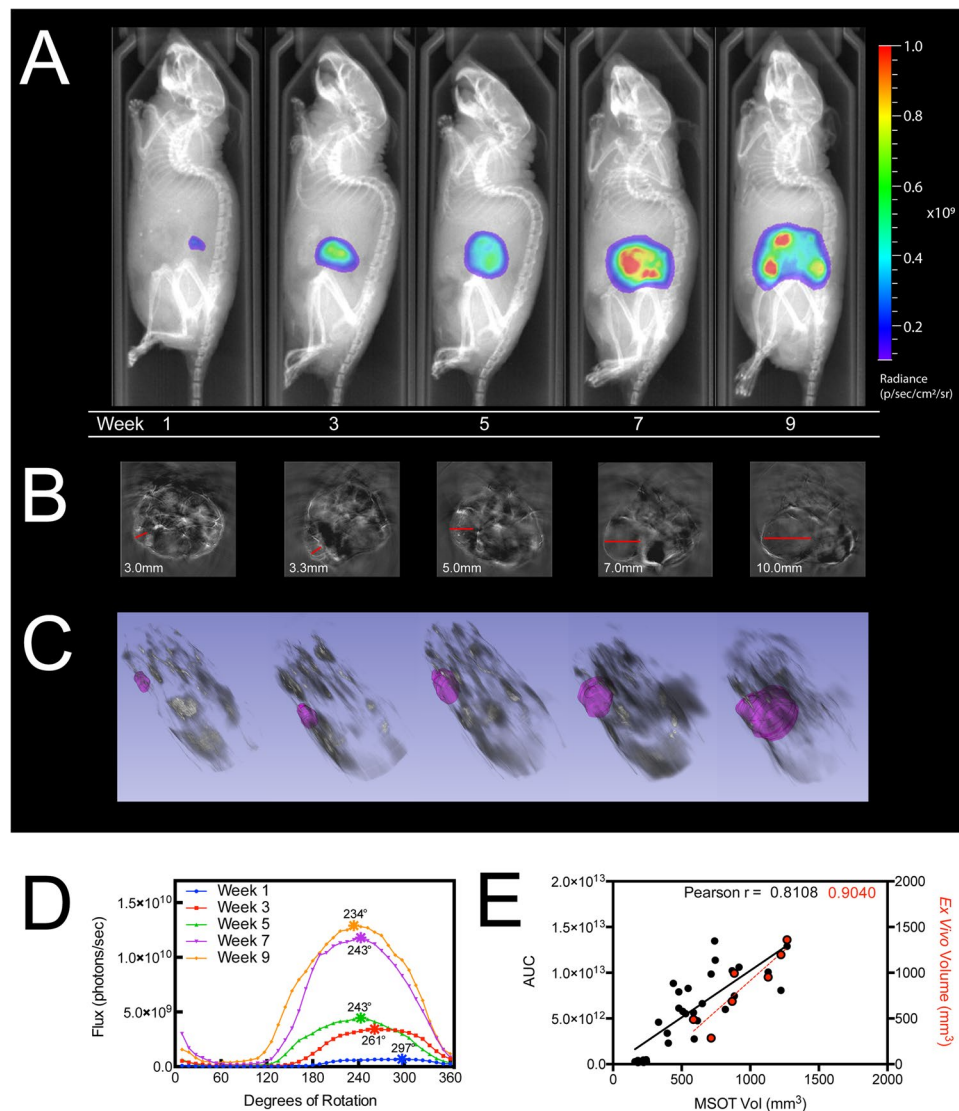 A
1.0
0.8
0.6
x10⁹
0.4
0.2
Radiance
(p/sec/cm²/sr)
Week 1 3 5 7 9
B
3.0mm 3.3mm 5.0mm 7.0mm 10.0mm
C
D
Week 1
Week 3
Week 5
Week 7
Week 9
1.5×10¹⁰
1.0×10¹⁰
5.0×10⁹
0.0
Flux (photons/sec)
234°
243°
243°
261°
297°
0 60 120 180 240 300 360
Degrees of Rotation
E
Pearson r = 0.8108 0.9040
2.0×10¹³
1.5×10¹³
1.0×10¹³
5.0×10¹²
0.0
AUC
2000
1500
1000
500
0
Ex Vivo Volume (mm³)
0 500 1000 1500 2000
MSOT Vol (mm³)